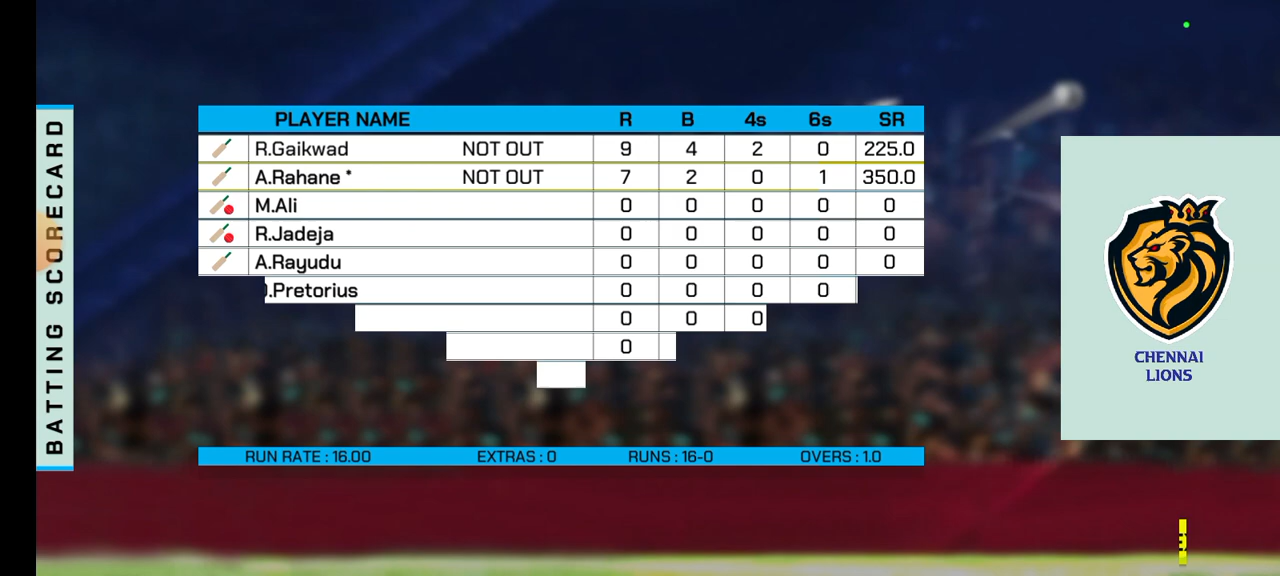 BATTING SCORECARD
PLAYER NAME R B 4s 6s SR
R.Gaikwad NOT OUT 9 4 2 0 225.0
A.Rahane * NOT OUT 7 2 0 1 350.0
M.Ali 0 0 0 0 0
R.Jadeja 0 0 0 0 0
A.Rayudu 0 0 0 0 0
.Pretorius 0 0 0 0
0 0 0
0
RUN RATE : 16.00 EXTRAS : 0 RUNS : 16-0 OVERS : 1.0
CHENNAI
LIONS